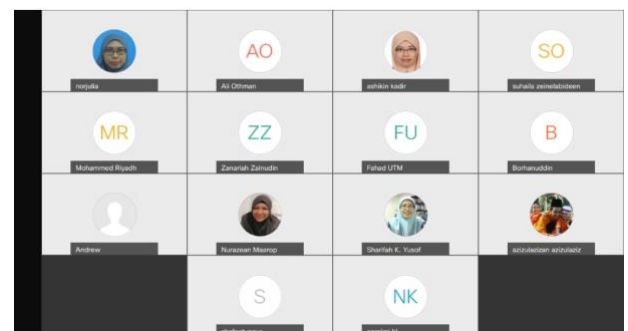 norjulia
AO
Ali Othman
ashikin kadir
SO
suhaila zeinelabideen
MR
Mohammed Riyadh
ZZ
Zanariah Zainudin
FU
Fahad UTM
B
Borhanuddin
Andrew
Nurazean Maarop
Sharifah K. Yusof
azizulazizan azizulaziz
S
NK